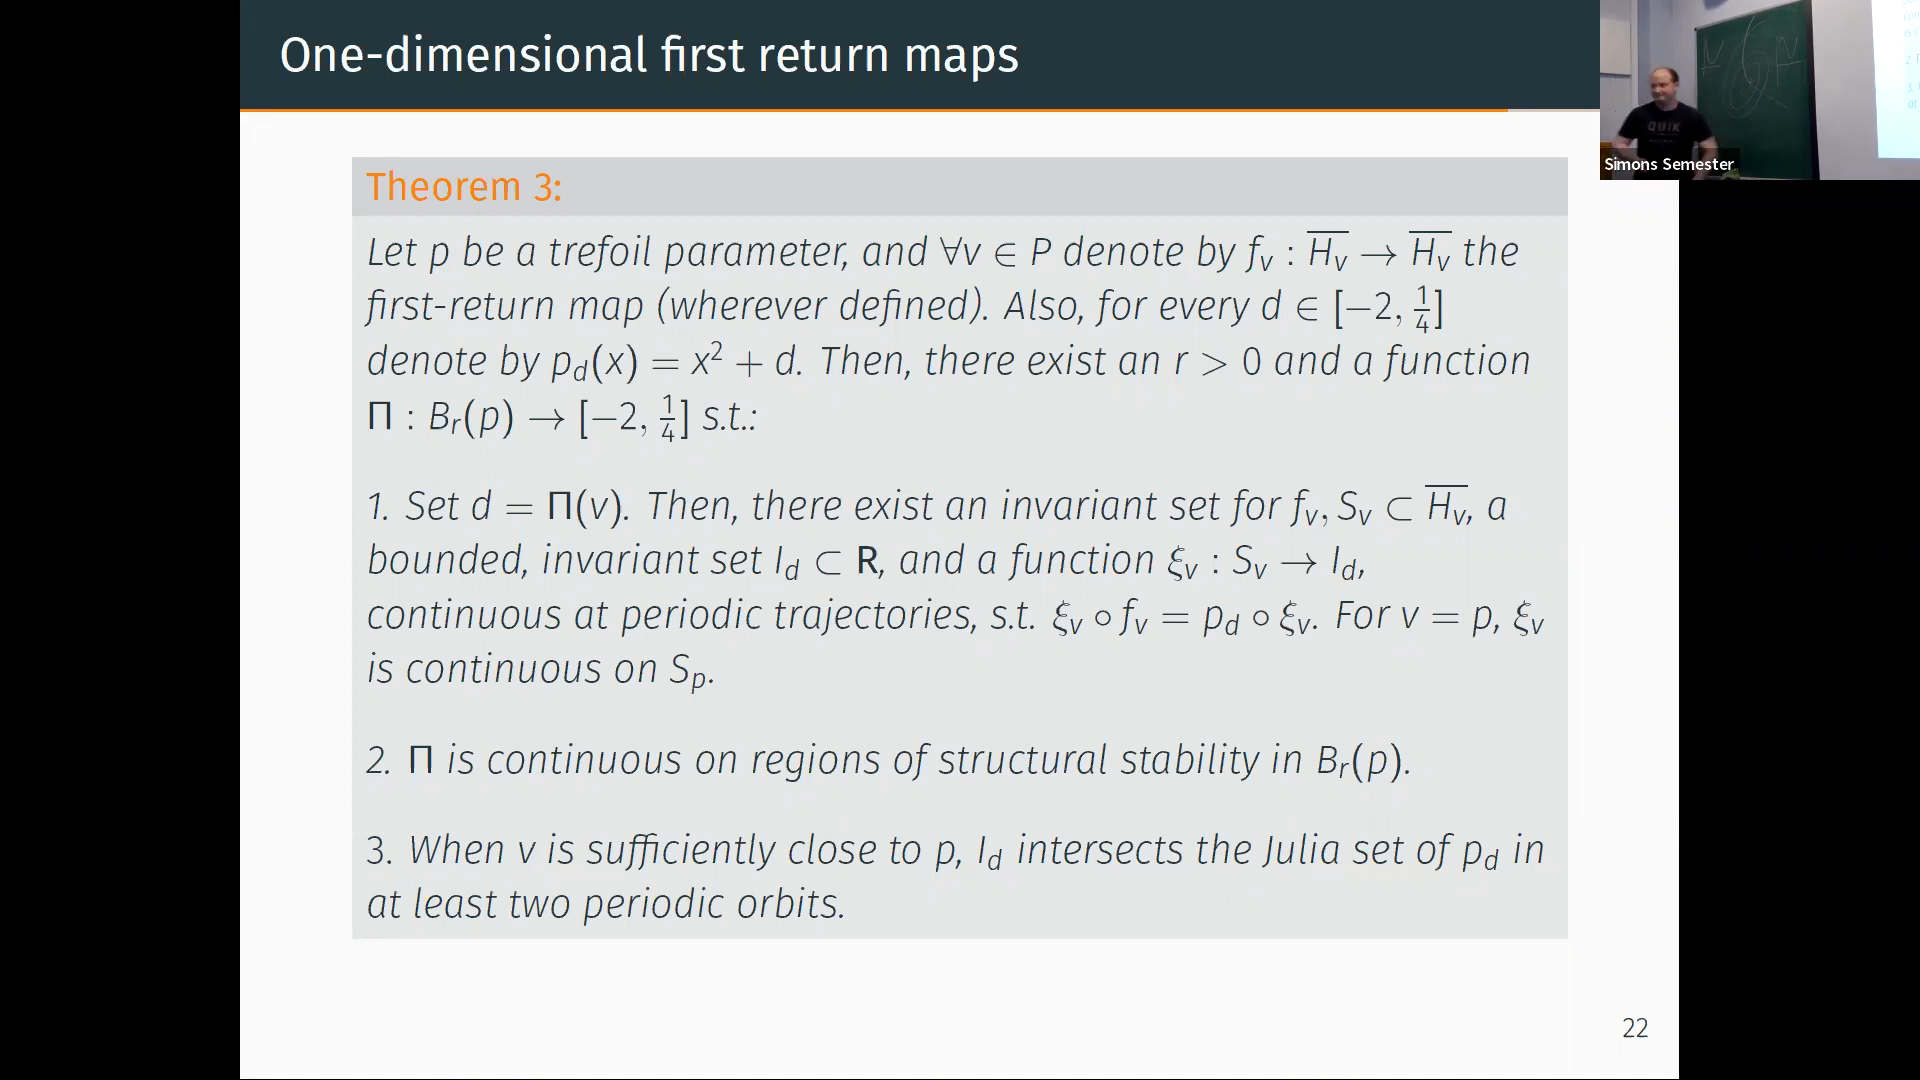 One-dimensional first return maps
Simons Semester
QUIK
Theorem 3:
Let p be a trefoil parameter, and ∀v ∈ P denote by f_v : \overline{H_v} → \overline{H_v} the
first-return map (wherever defined). Also, for every d ∈ [−2, 1/4]
denote by p_d(x) = x² + d. Then, there exist an r > 0 and a function
Π : B_r(p) → [−2, 1/4] s.t.:
1. Set d = Π(v). Then, there exist an invariant set for f_v, S_v ⊂ \overline{H_v}, a
bounded, invariant set I_d ⊂ R, and a function ξ_v : S_v → I_d,
continuous at periodic trajectories, s.t. ξ_v ∘ f_v = p_d ∘ ξ_v. For v = p, ξ_v
is continuous on S_p.
2. Π is continuous on regions of structural stability in B_r(p).
3. When v is sufficiently close to p, I_d intersects the Julia set of p_d in
at least two periodic orbits.
22